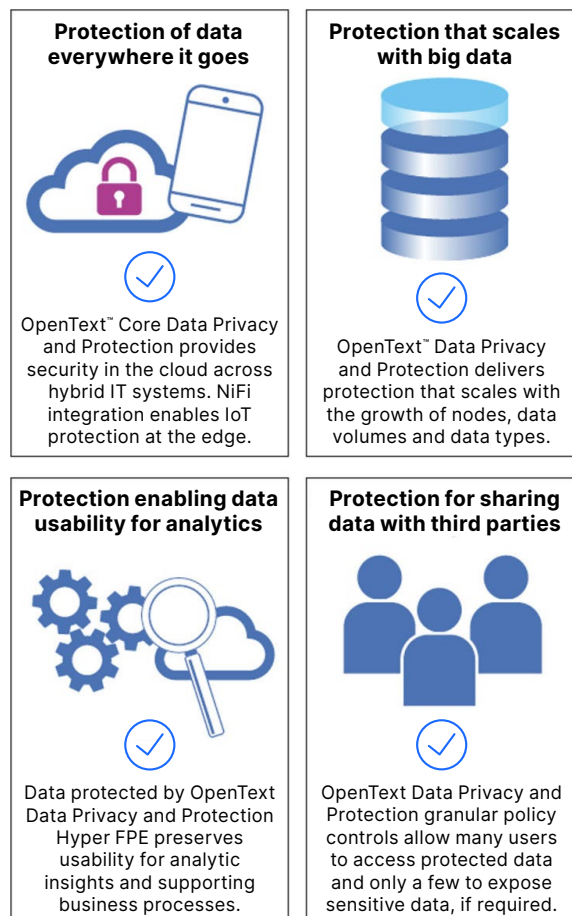 Protection of data
everywhere it goes
OpenText™ Core Data Privacy
and Protection provides
security in the cloud across
hybrid IT systems. NiFi
integration enables IoT
protection at the edge.
Protection that scales
with big data
OpenText™ Data Privacy
and Protection delivers
protection that scales with
the growth of nodes, data
volumes and data types.
Protection enabling data
usability for analytics
Data protected by OpenText
Data Privacy and Protection
Hyper FPE preserves
usability for analytic
insights and supporting
business processes.
Protection for sharing
data with third parties
OpenText Data Privacy and
Protection granular policy
controls allow many users
to access protected data
and only a few to expose
sensitive data, if required.